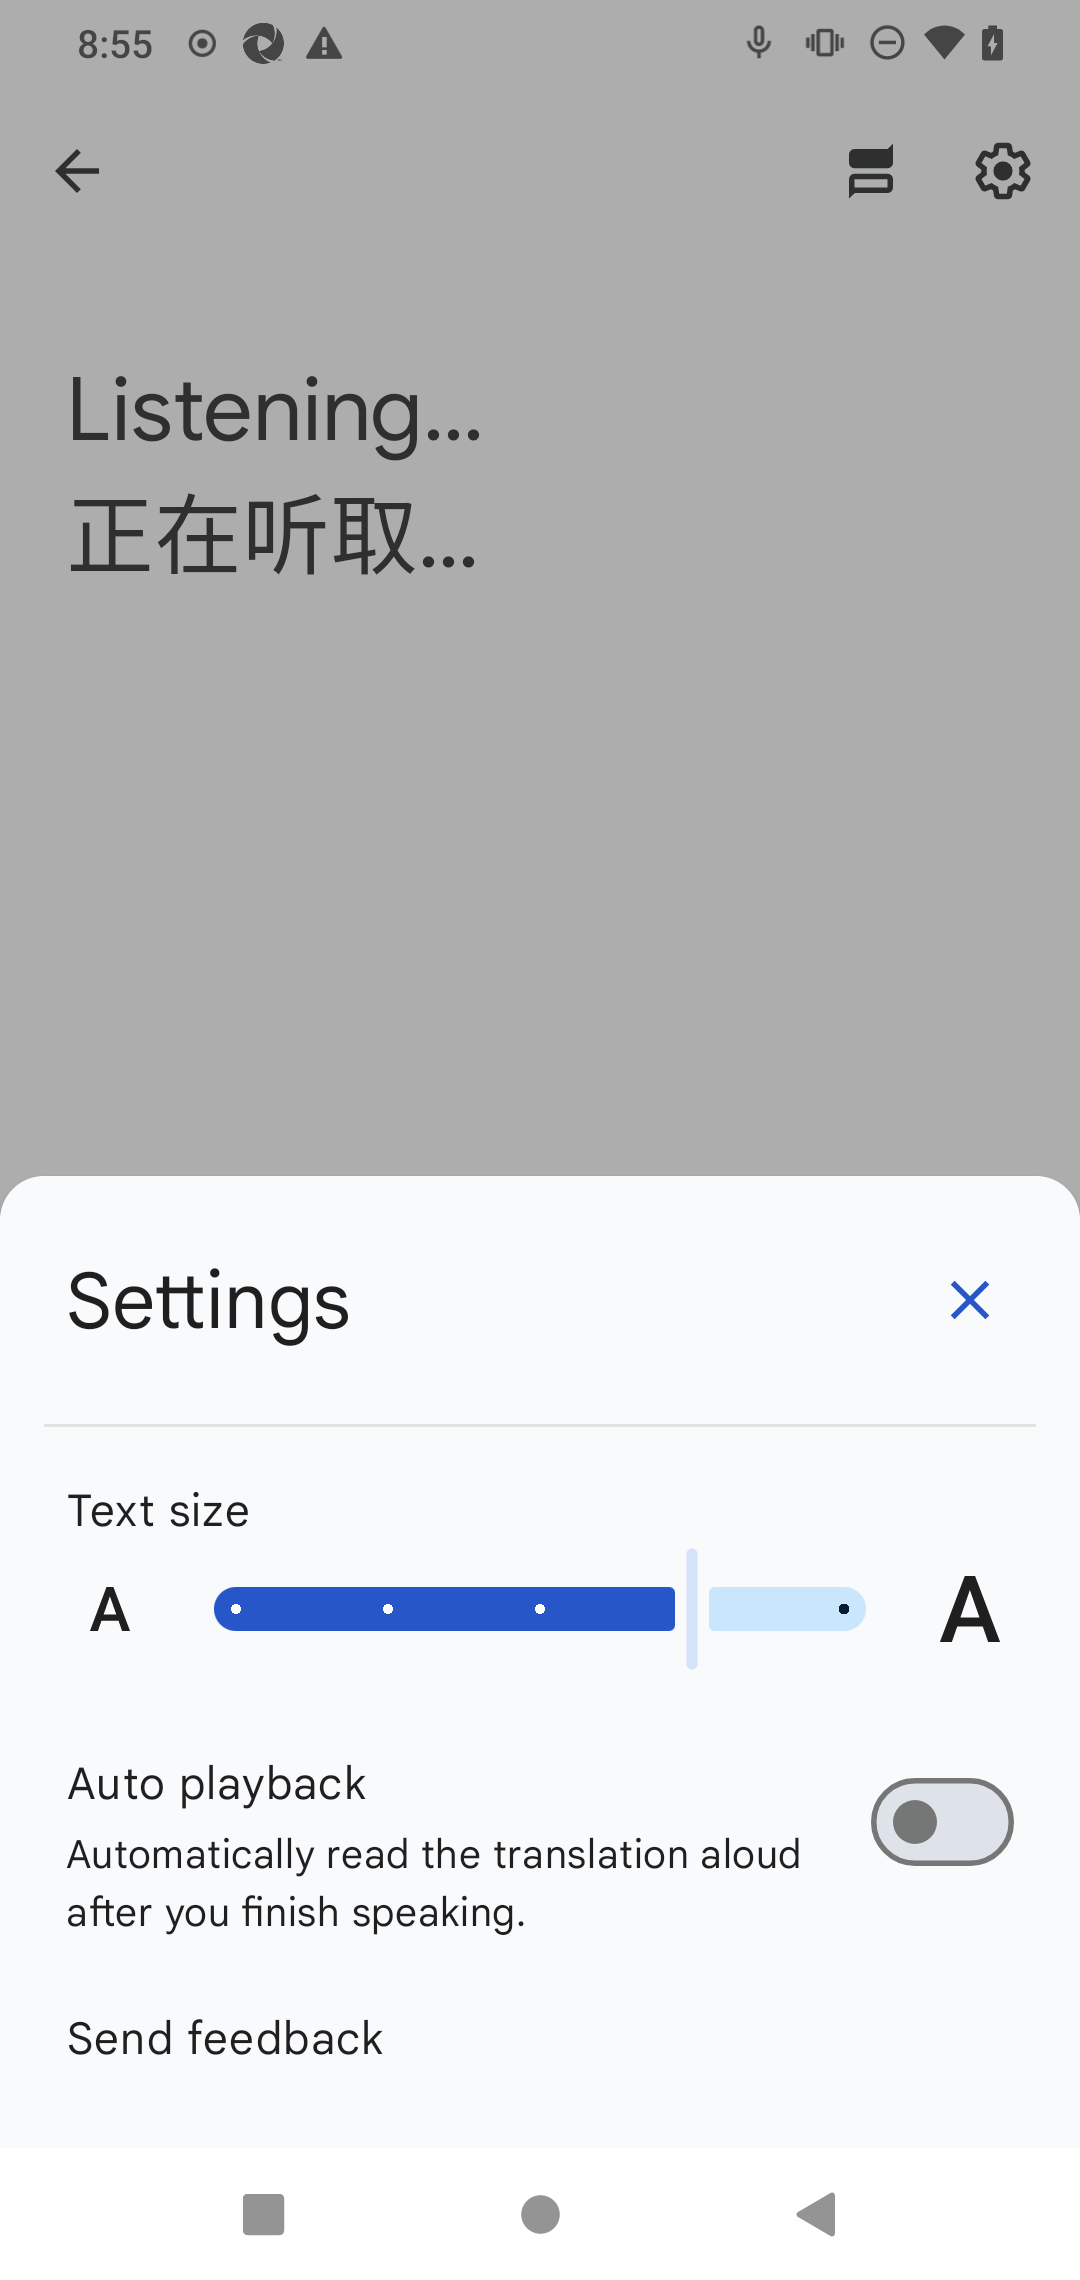 8:55
Listening...
正在听取...
Settings
Text size
A
A
Auto playback
Automatically read the translation aloud
after you finish speaking.
Send feedback